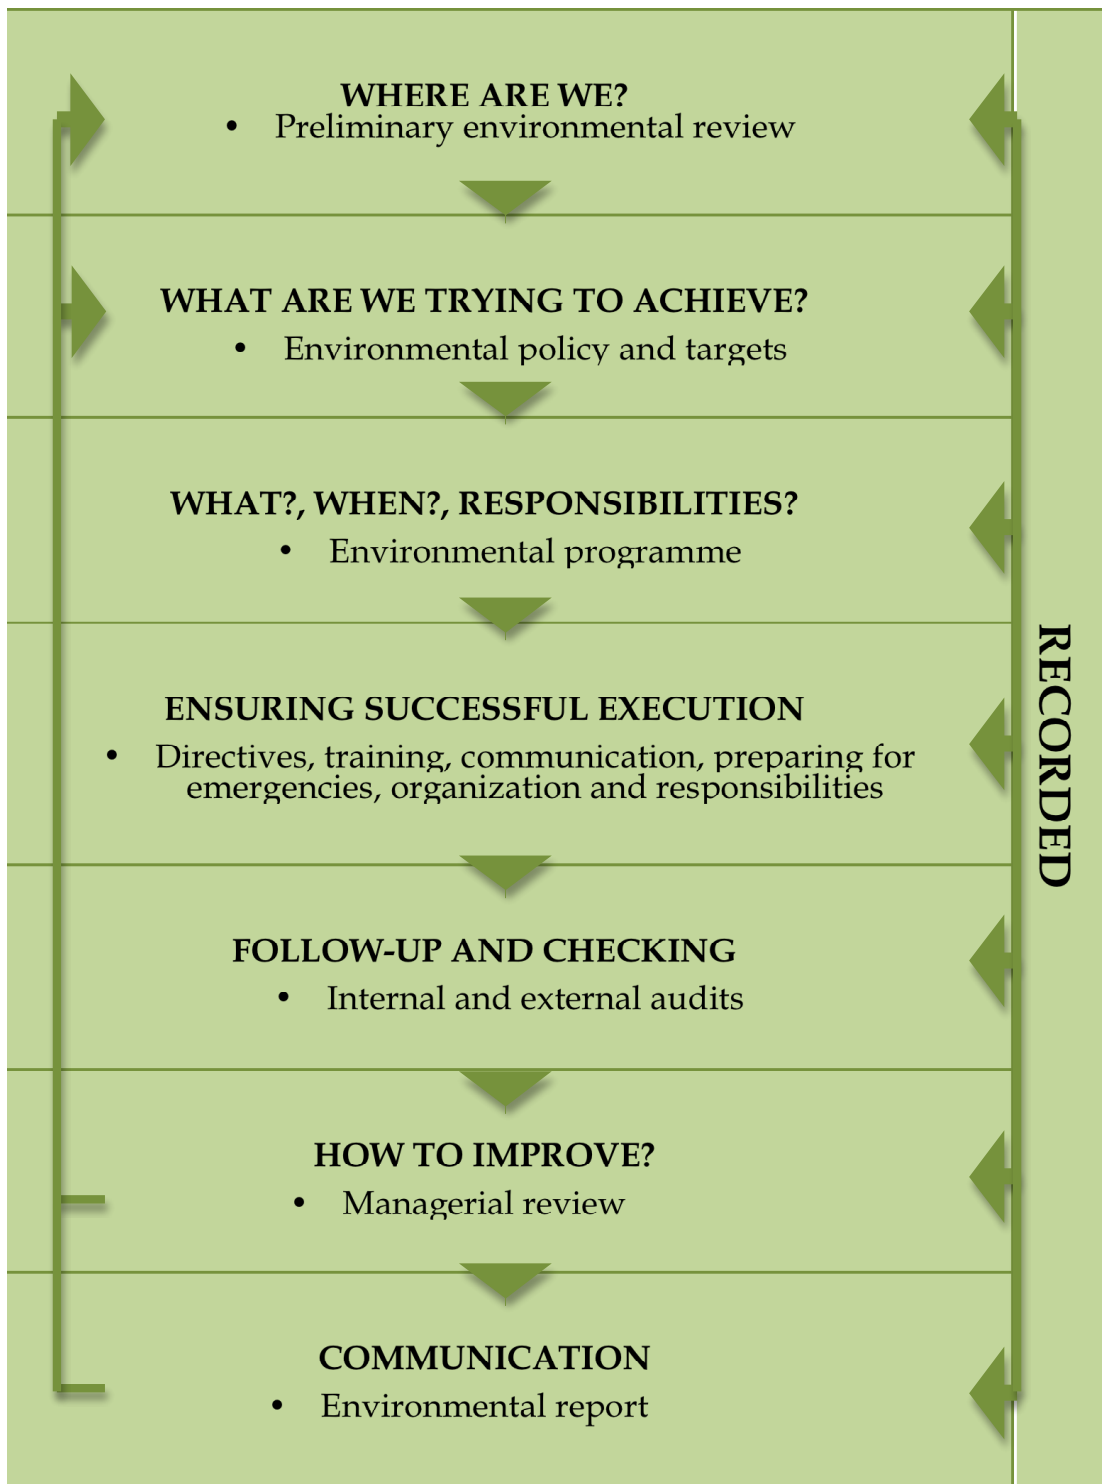 WHERE ARE WE?
• Preliminary environmental review
WHAT ARE WE TRYING TO ACHIEVE?
• Environmental policy and targets
WHAT?, WHEN?, RESPONSIBILITIES?
• Environmental programme
ENSURING SUCCESSFUL EXECUTION
• Directives, training, communication, preparing for
emergencies, organization and responsibilities
FOLLOW-UP AND CHECKING
• Internal and external audits
HOW TO IMPROVE?
• Managerial review
COMMUNICATION
• Environmental report
RECORDED